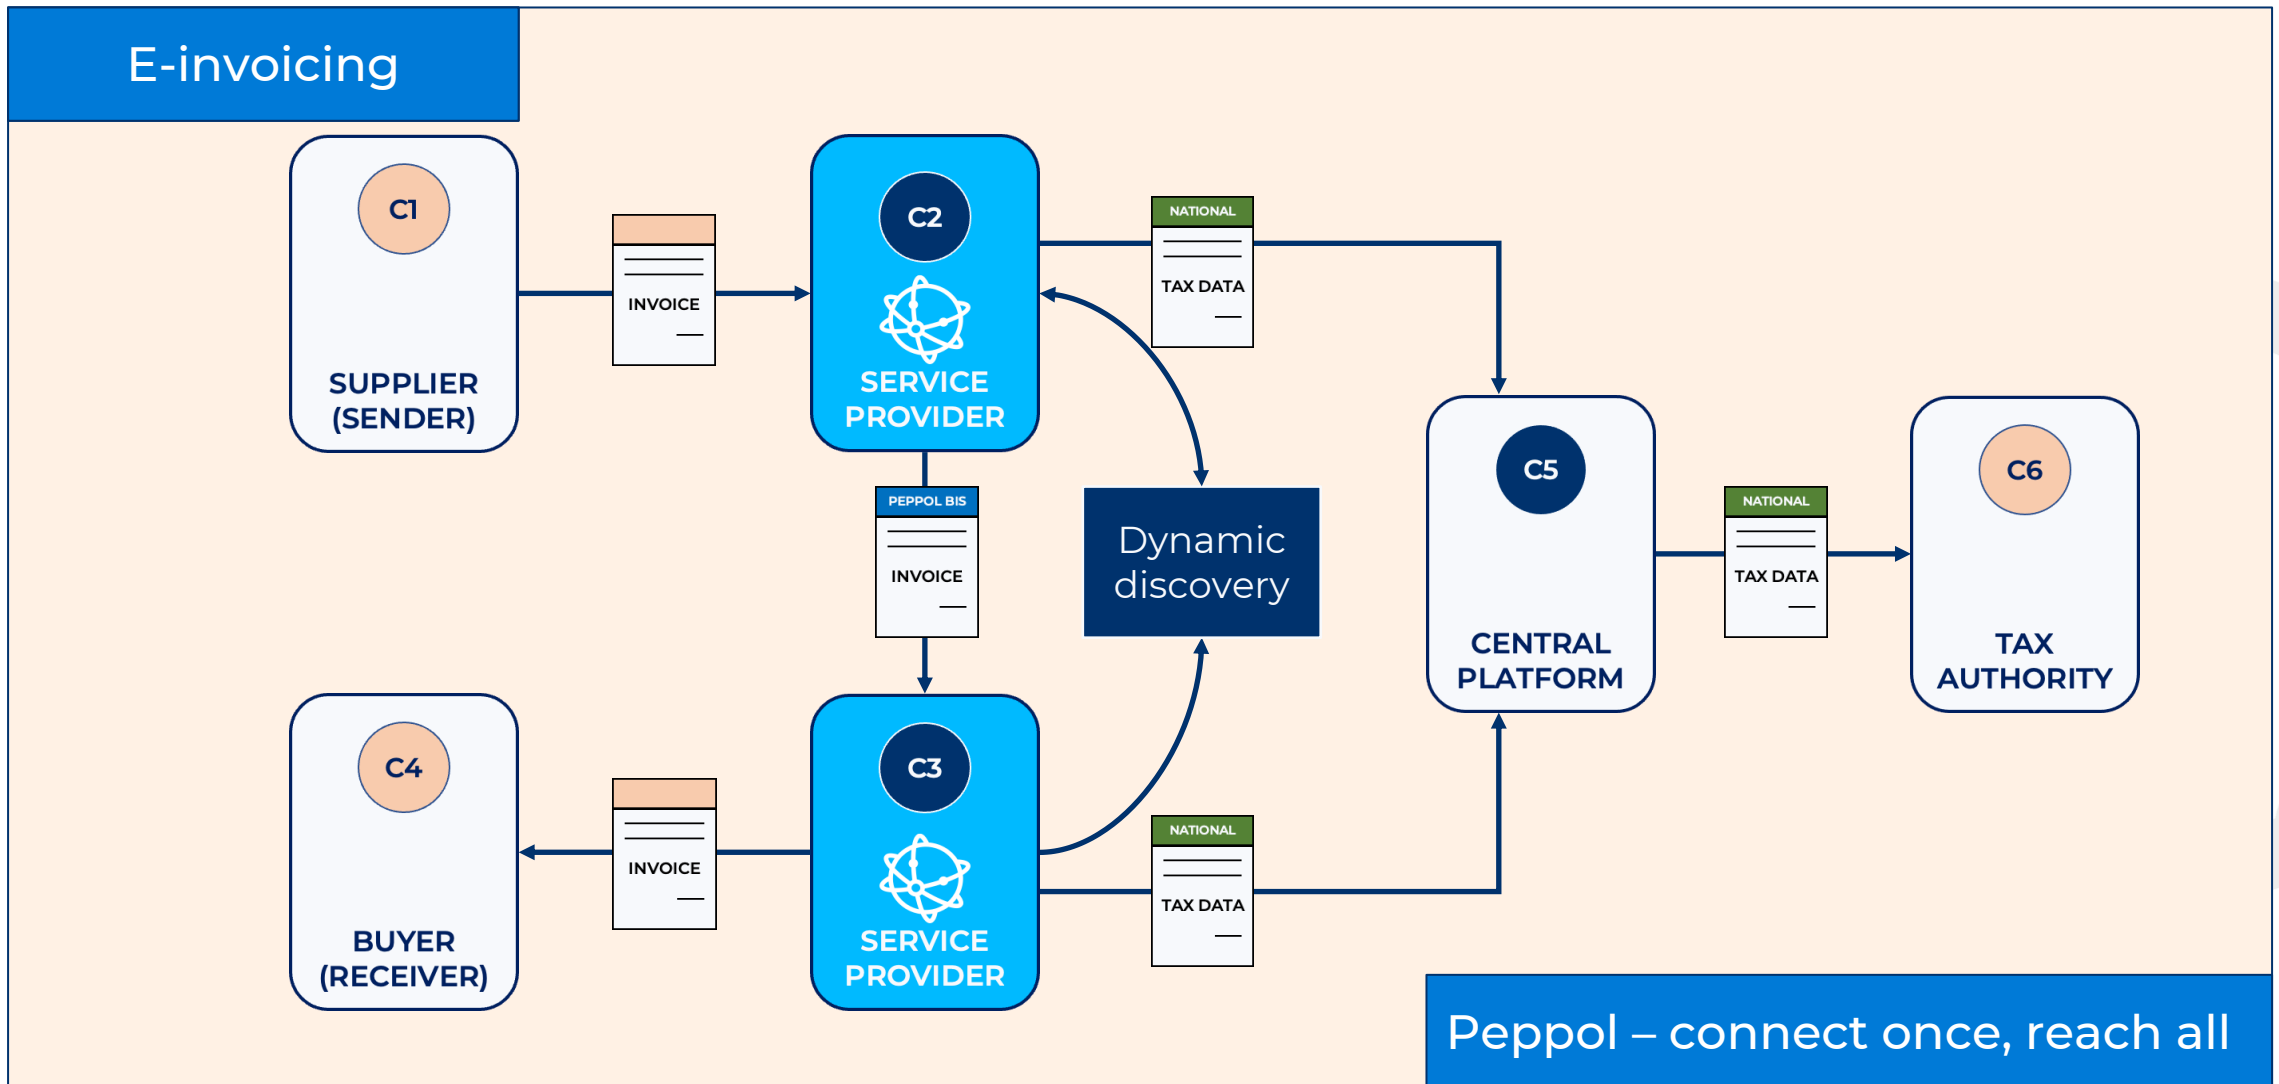 E-invoicing
C1
SUPPLIER
(SENDER)
INVOICE
C2
SERVICE
PROVIDER
NATIONAL
TAX DATA
PEPPOL BIS
INVOICE
Dynamic
discovery
C5
CENTRAL
PLATFORM
NATIONAL
TAX DATA
C6
TAX
AUTHORITY
C4
BUYER
(RECEIVER)
INVOICE
C3
SERVICE
PROVIDER
NATIONAL
TAX DATA
Peppol – connect once, reach all